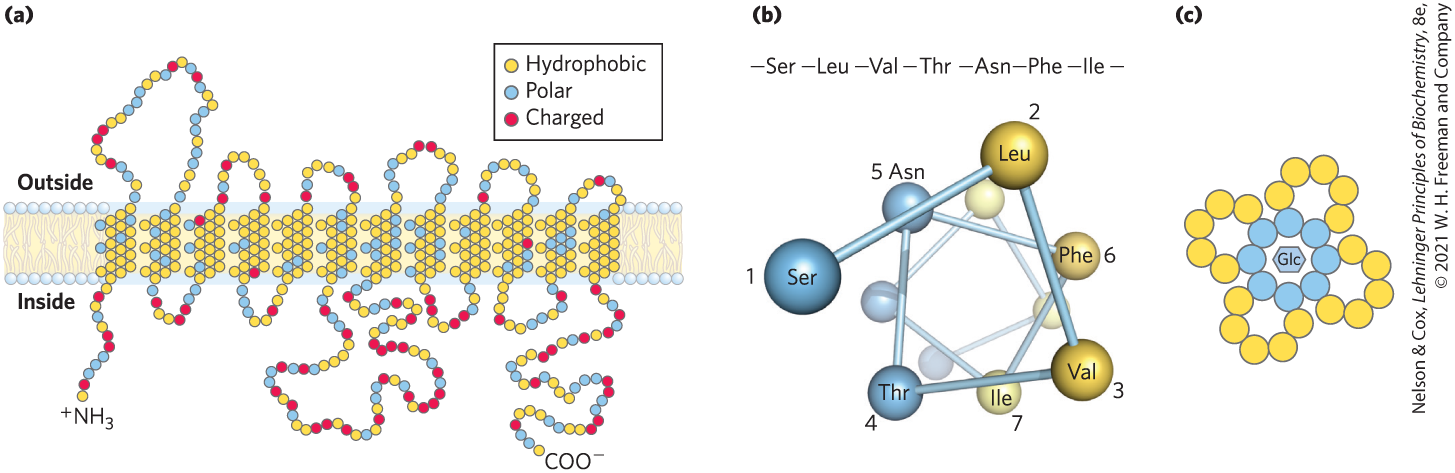 (a)
Hydrophobic
Polar
Charged
Outside
Inside
⁺NH₃
COO⁻
(b)
–Ser –Leu –Val –Thr –Asn–Phe –Ile –
2
Leu
5 Asn
Phe 6
1 Ser
Thr
4
Ile
7
Val
3
(c)
Glc
Nelson & Cox, Lehninger Principles of Biochemistry, 8e,
© 2021 W. H. Freeman and Company